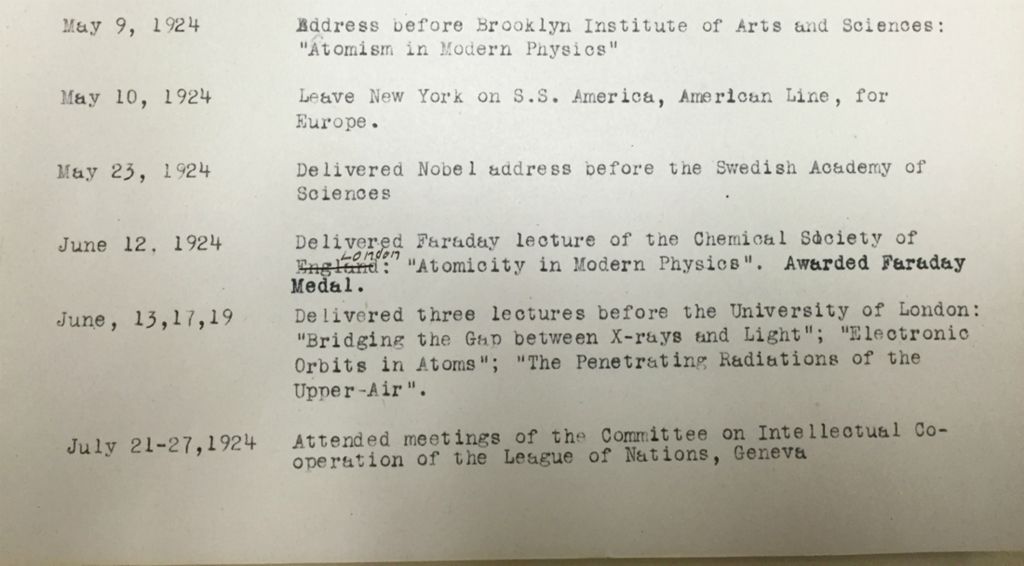 May 9, 1924 Address before Brooklyn Institute of Arts and Sciences:
"Atomism in Modern Physics"
May 10, 1924 Leave New York on S.S. America, American Line, for
Europe.
May 23, 1924 Delivered Nobel address before the Swedish Academy of
Sciences
June 12. 1924 Delivered Faraday lecture of the Chemical Society of
London
England: "Atomicity in Modern Physics". Awarded Faraday
Medal.
June, 13,17,19 Delivered three lectures before the University of London:
"Bridging the Gap between X-rays and Light"; "Electronic
Orbits in Atoms"; "The Penetrating Radiations of the
Upper-Air".
July 21-27,1924 Attended meetings of the Committee on Intellectual Co-
operation of the League of Nations, Geneva